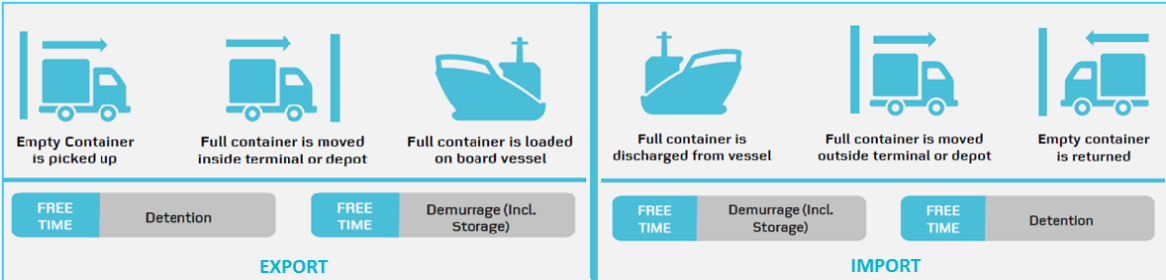 Empty Container
is picked up
Full container is moved
inside terminal or depot
Full container is loaded
on board vessel
FREE
TIME
Detention
FREE
TIME
Demurrage (Incl.
Storage)
EXPORT
Full container is
discharged from vessel
Full container is moved
outside terminal or depot
Empty container
is returned
FREE
TIME
Demurrage (Incl.
Storage)
FREE
TIME
Detention
IMPORT